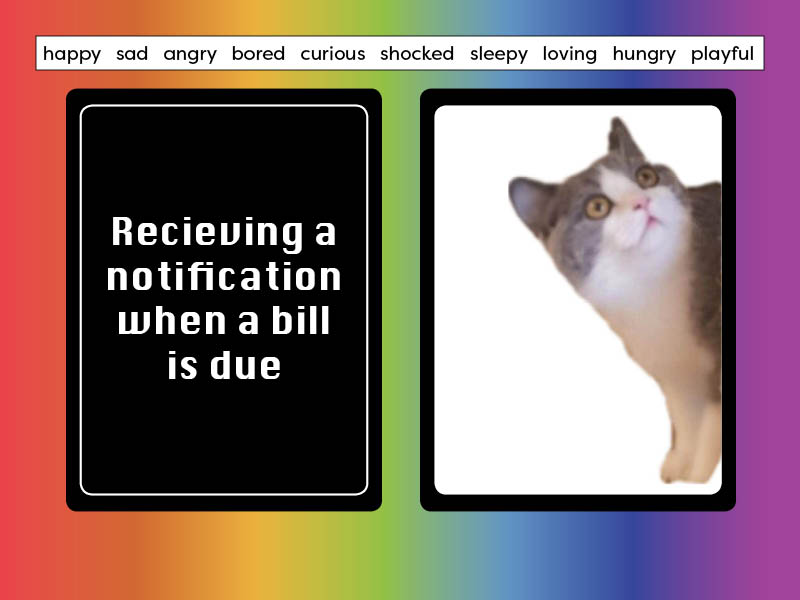 happy sad angry bored curious shocked sleepy loving hungry playful
Recieving a
notification
when a bill
is due